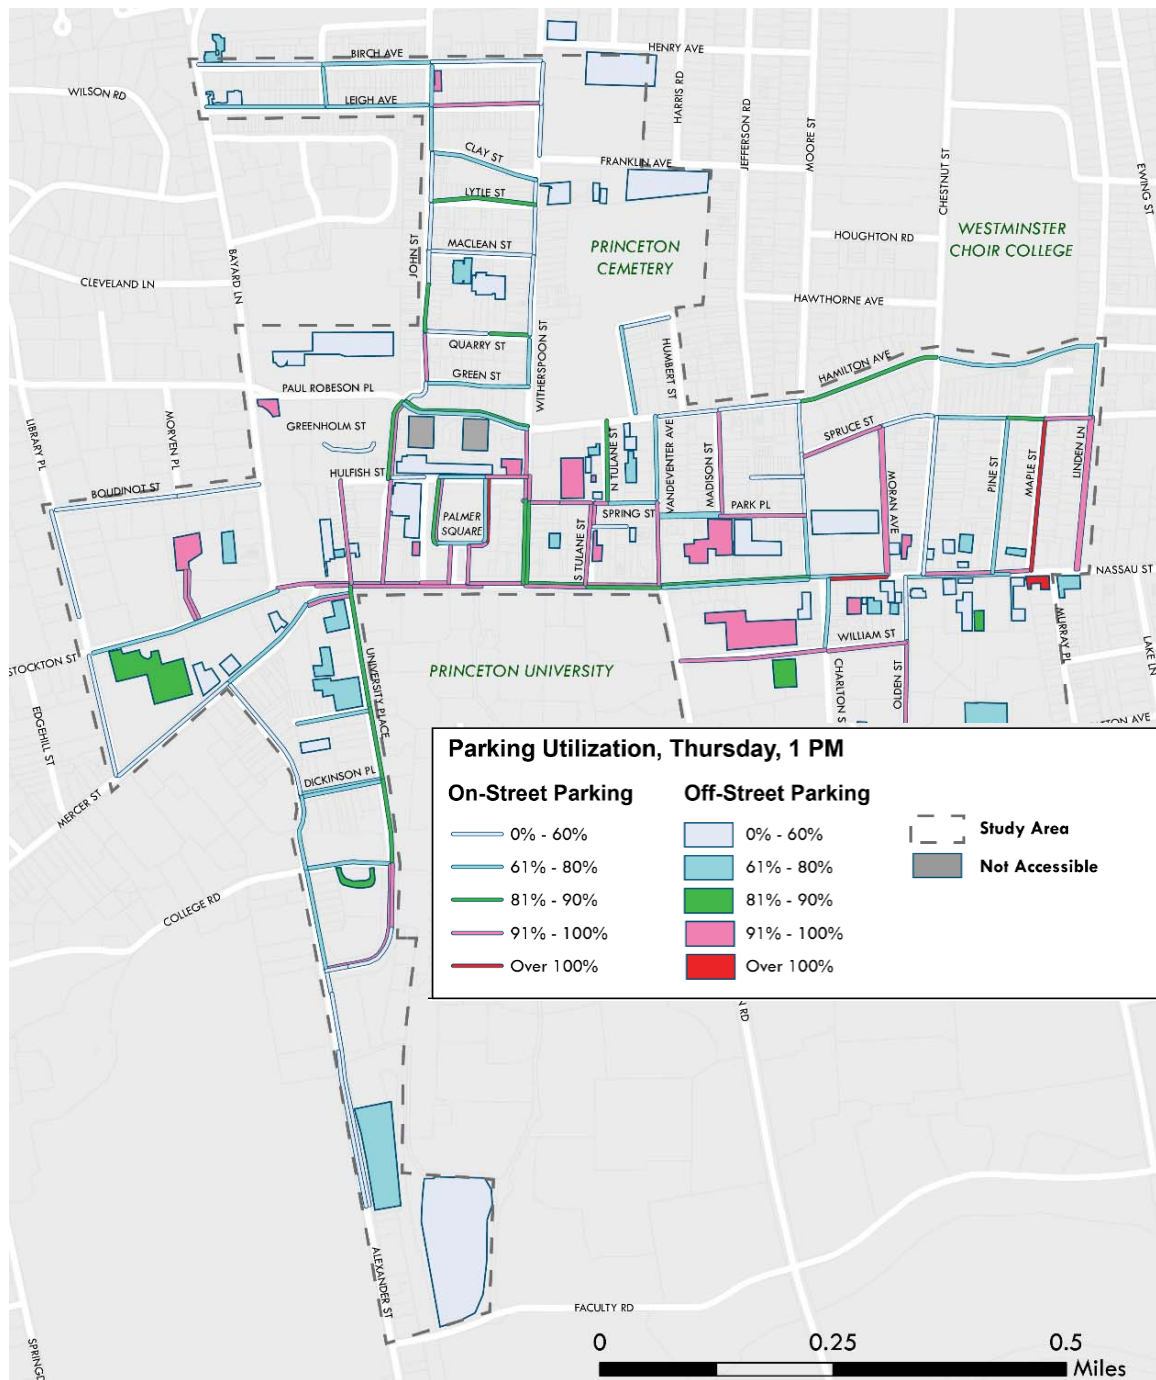 HENRY AVE
BIRCH AVE
WILSON RD
LEIGH AVE
HARRIS RD
JEFFERSON RD
MOORE ST
CHESTNUT ST
EWING ST
CLAY ST
FRANKLIN AVE
LYTLE ST
JOHN ST
MACLEAN ST
PRINCETON
CEMETERY
HOUGHTON RD
WESTMINSTER
CHOIR COLLEGE
BAYARD LN
CLEVELAND LN
HAWTHORNE AVE
QUARRY ST
WITHERSPOON ST
HUMBERT ST
HAMILTON AVE
GREEN ST
PAUL ROBESON PL
LIBRARY PL
MORVEN PL
GREENHOLM ST
N TULANE ST
VANDEVENTER AVE
MADISON ST
SPRUCE ST
MORAN AVE
PINE ST
MAPLE ST
LINDEN LN
HULFISH ST
BOUDINOT ST
PALMER
SQUARE
SPRING ST
PARK PL
S TULANE ST
NASSAU ST
STOCKTON ST
EDGEHILL ST
UNIVERSITY PLACE
PRINCETON UNIVERSITY
WILLIAM ST
CHARLTON S
OLDEN ST
MURRAY PL
LAKE LN
TON AVE
DICKINSON PL
MERCER ST
COLLEGE RD
Parking Utilization, Thursday, 1 PM
On-Street Parking
Off-Street Parking
0% - 60%
0% - 60%
Study Area
61% - 80%
61% - 80%
Not Accessible
81% - 90%
81% - 90%
91% - 100%
91% - 100%
Over 100%
Over 100%
N RD
ALEXANDER ST
FACULTY RD
SPRINGD
0
0.25
0.5
Miles